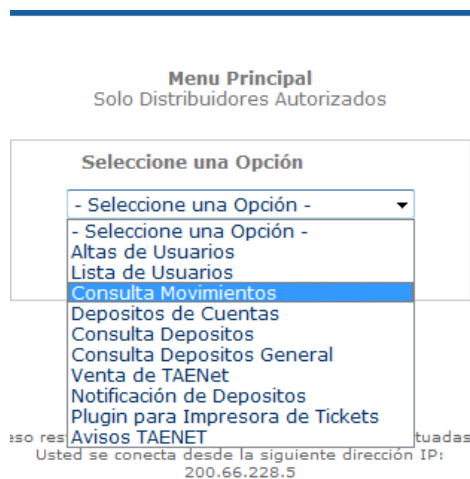 Menu Principal
Solo Distribuidores Autorizados
Seleccione una Opción
- Seleccione una Opción -
- Seleccione una Opción -
Altas de Usuarios
Lista de Usuarios
Consulta Movimientos
Depositos de Cuentas
Consulta Depositos
Consulta Depositos General
Venta de TAENet
Notificación de Depositos
Plugin para Impresora de Tickets
Avisos TAENET
Usted se conecta desde la siguiente dirección IP:
200.66.228.5